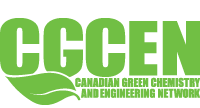 CGCEN
CANADIAN GREEN CHEMISTRY
AND ENGINEERING NETWORK